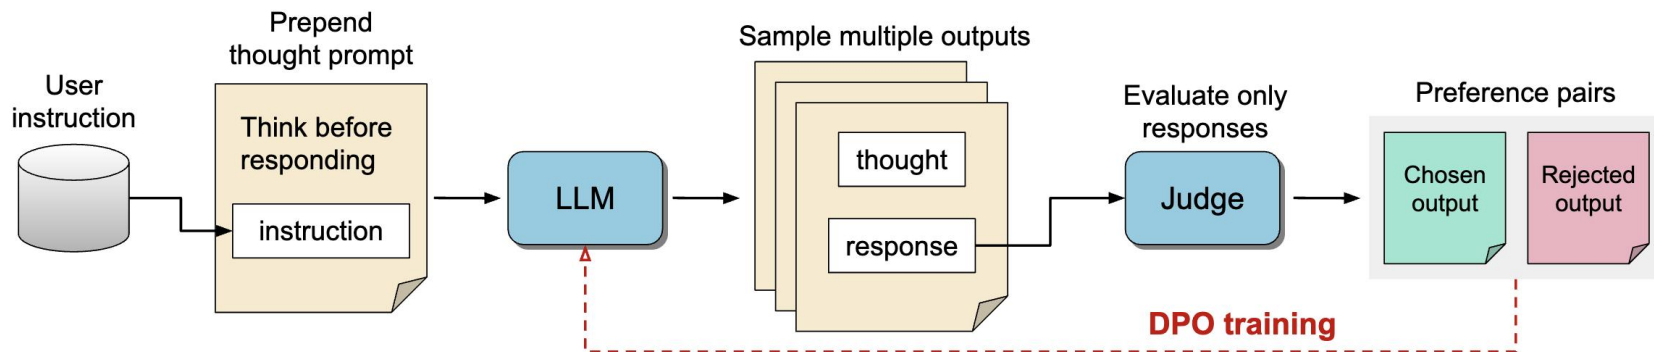 User
instruction
Prepend
thought prompt
Think before
responding
instruction
LLM
Sample multiple outputs
thought
response
Evaluate only
responses
Judge
Preference pairs
Chosen
output
Rejected
output
DPO training